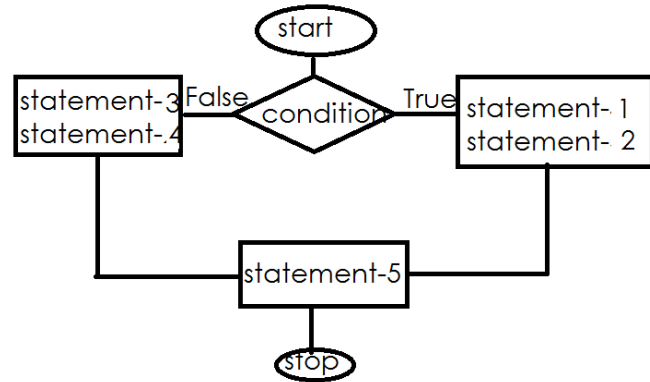 start
False
condition
True
statement-3
statement-.4
statement-.1
statement-.2
statement-5
stop